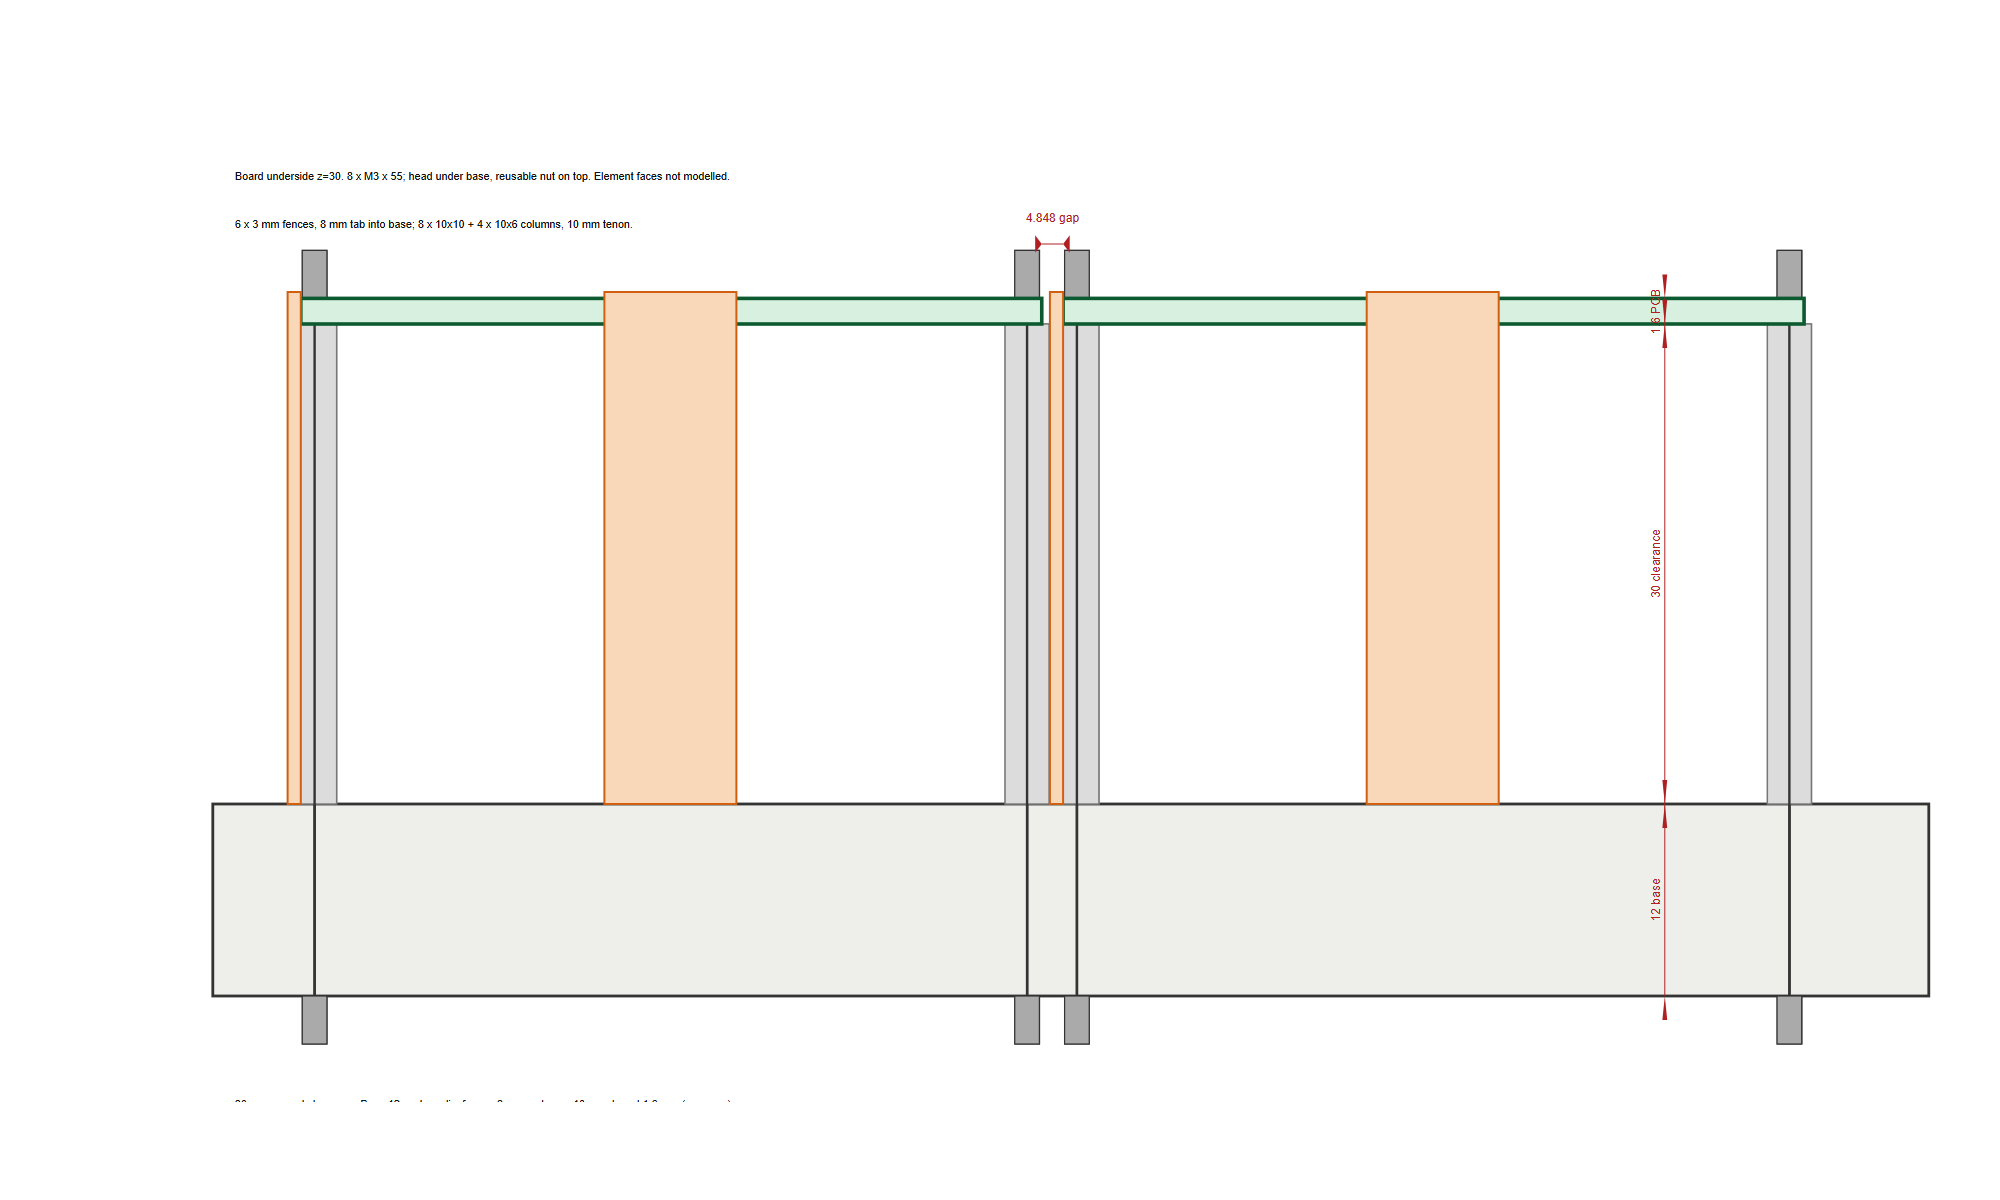 Board underside z=30. 8 x M3 x 55; head under base, reusable nut on top. Element faces not modelled.
4.848 gap
6 x 3 mm fences, 8 mm tab into base; 8 x 10x10 + 4 x 10x6 columns, 10 mm tenon.
1.6 PCB
30 clearance
12 base